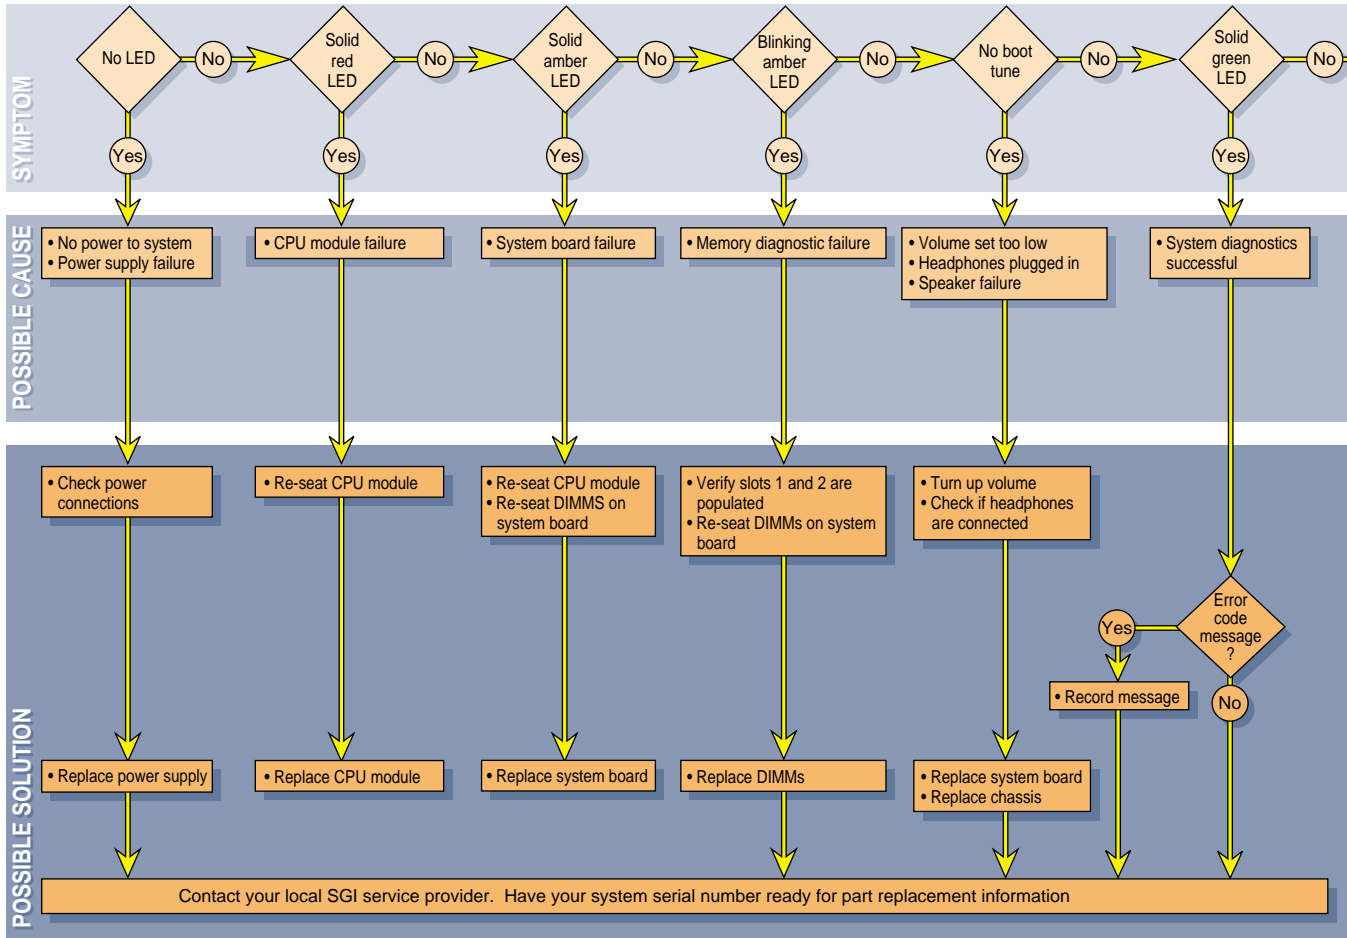 SYMPTOM
No LED
No
Solid
red
LED
No
Solid
amber
LED
No
Blinking
amber
LED
No
No boot
tune
No
Solid
green
LED
No
Yes
Yes
Yes
Yes
Yes
Yes
POSSIBLE CAUSE
• No power to system
• Power supply failure
• CPU module failure
• System board failure
• Memory diagnostic failure
• Volume set too low
• Headphones plugged in
• Speaker failure
• System diagnostics
successful
POSSIBLE SOLUTION
• Check power
connections
• Re-seat CPU module
• Re-seat CPU module
• Re-seat DIMMS on
system board
• Verify slots 1 and 2 are
populated
• Re-seat DIMMs on system
board
• Turn up volume
• Check if headphones
are connected
Error
code
message
?
Yes
No
• Record message
• Replace power supply
• Replace CPU module
• Replace system board
• Replace DIMMs
• Replace system board
• Replace chassis
Contact your local SGI service provider.  Have your system serial number ready for part replacement information